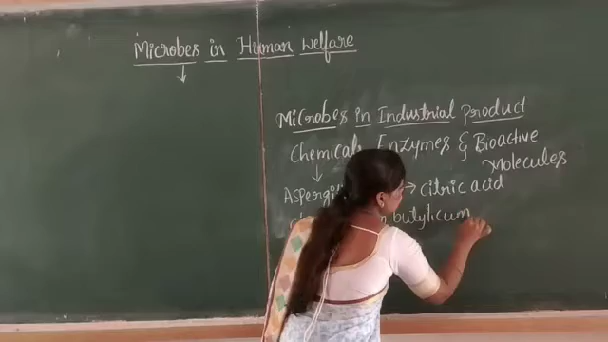 Microbes in Human welfare
Microbes in Industrial product
Chemicals Enzymes & Bioactive
Molecules
→ citric acid
butylicum